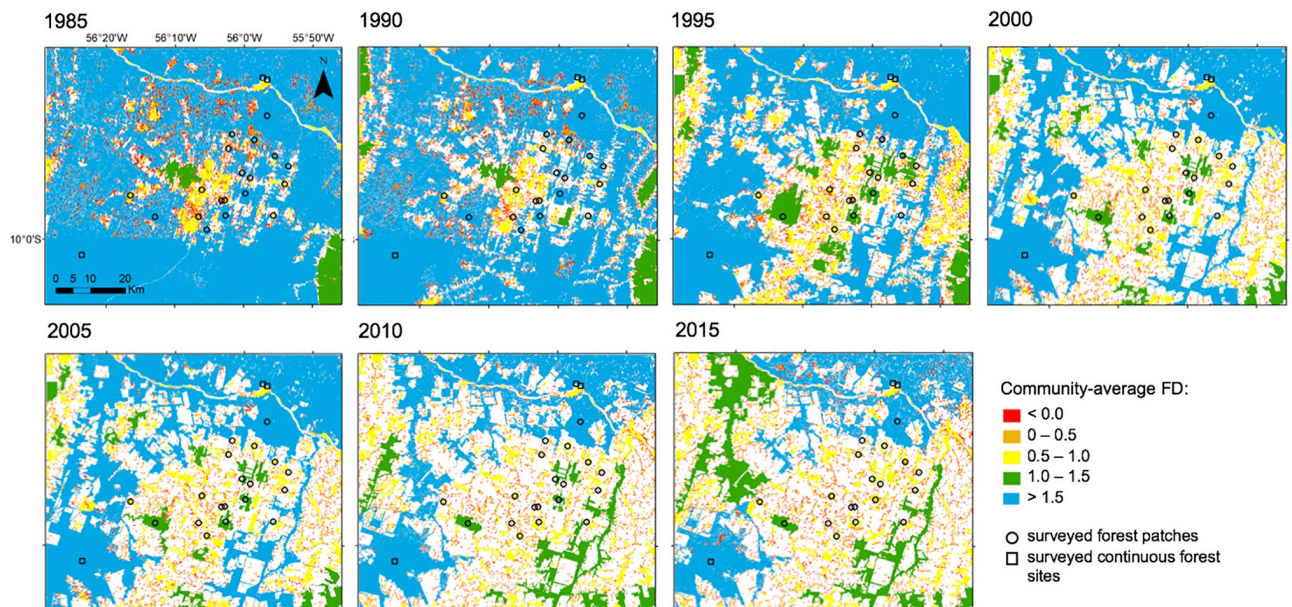 1985
1990
1995
2000
56°20'W 56°10'W 56°0'W 55°50'W
N
10°0'S
0 5 10 20
Km
2005
2010
2015
Community-average FD:
< 0.0
0 – 0.5
0.5 – 1.0
1.0 – 1.5
> 1.5
surveyed forest patches
surveyed continuous forest
sites